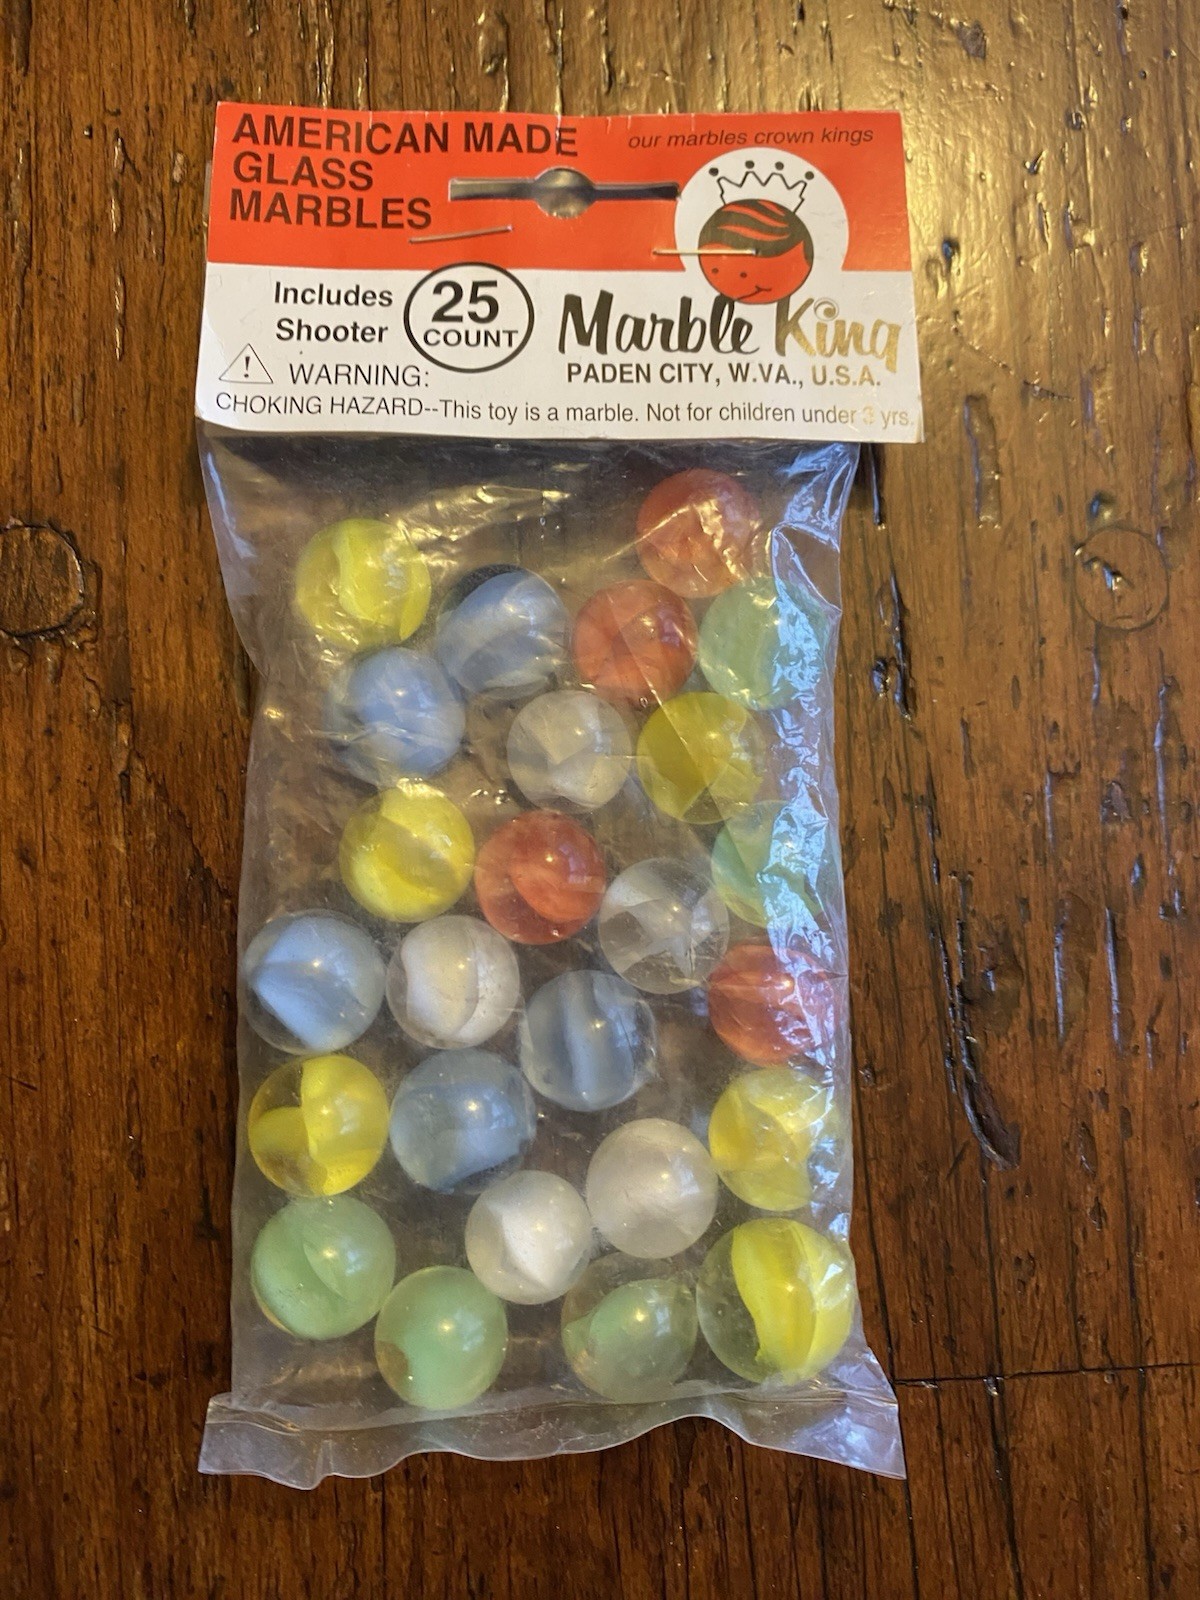 AMERICAN MADE
GLASS
MARBLES
our marbles crown kings
Includes
Shooter
25
COUNT
Marble King
PADEN CITY, W.VA., U.S.A.
! WARNING:
CHOKING HAZARD--This toy is a marble. Not for children under 3 yrs.